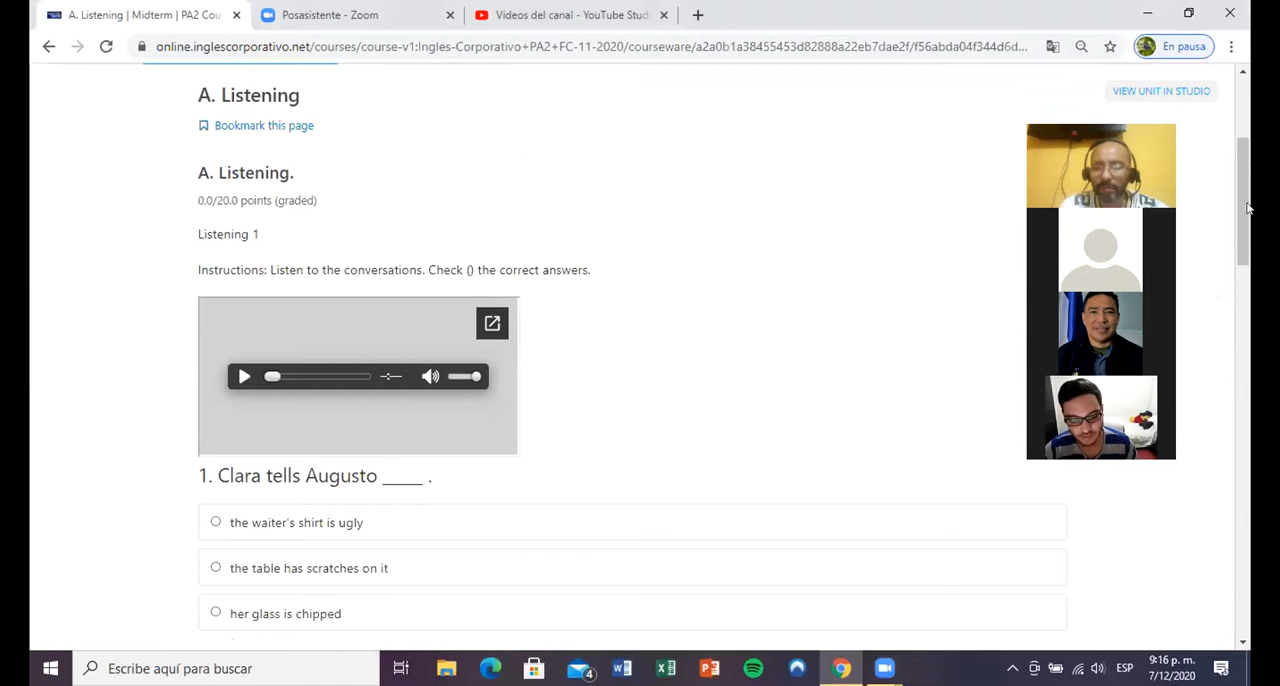 A. Listening | Midterm | PA2 Cou
Posasistente - Zoom
Videos del canal - YouTube Stud
online.inglescorporativo.net/courses/course-v1:Ingles-Corporativo+PA2+FC-11-2020/courseware/a2a0b1a38455453d82888a22eb7dae2f/f56abda04f344d6d...
En pausa
A. Listening
VIEW UNIT IN STUDIO
Bookmark this page
A. Listening.
0.0/20.0 points (graded)
Listening 1
Instructions: Listen to the conversations. Check () the correct answers.
1. Clara tells Augusto _____ .
the waiter's shirt is ugly
the table has scratches on it
her glass is chipped
Escribe aquí para buscar
4
ESP
9:16 p. m.
7/12/2020